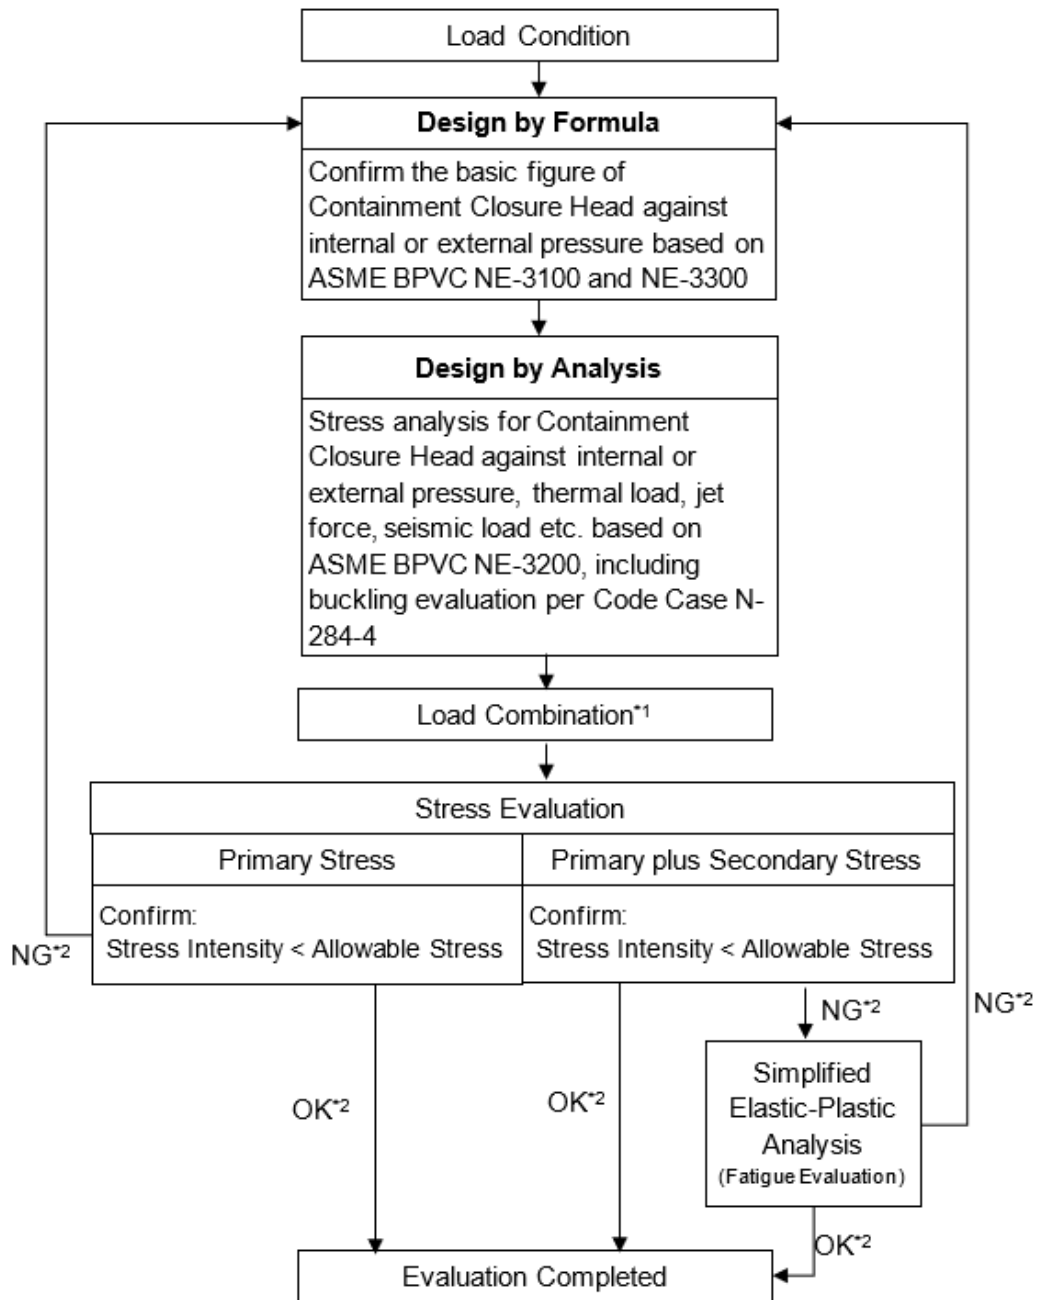 Load Condition
Design by Formula
Confirm the basic figure of
Containment Closure Head against
internal or external pressure based on
ASME BPVC NE-3100 and NE-3300
Design by Analysis
Stress analysis for Containment
Closure Head against internal or
external pressure, thermal load, jet
force, seismic load etc. based on
ASME BPVC NE-3200, including
buckling evaluation per Code Case N-
284-4
Load Combination*1
Stress Evaluation
Primary Stress
Primary plus Secondary Stress
Confirm:
Stress Intensity < Allowable Stress
Confirm:
Stress Intensity < Allowable Stress
NG*2
NG*2
NG*2
Simplified
Elastic-Plastic
Analysis
(Fatigue Evaluation)
OK*2
OK*2
OK*2
Evaluation Completed